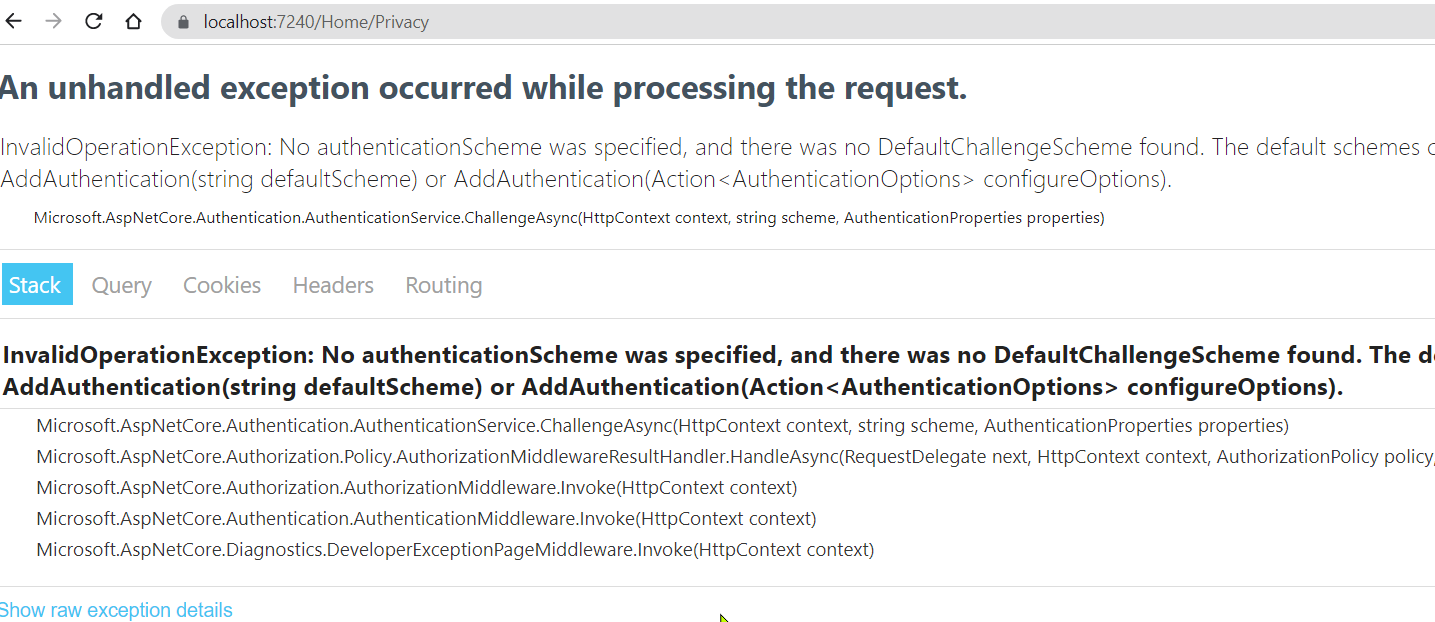 localhost:7240/Home/Privacy
An unhandled exception occurred while processing the request.
InvalidOperationException: No authenticationScheme was specified, and there was no DefaultChallengeScheme found. The default schemes
AddAuthentication(string defaultScheme) or AddAuthentication(Action<AuthenticationOptions> configureOptions).
Microsoft.AspNetCore.Authentication.AuthenticationService.ChallengeAsync(HttpContext context, string scheme, AuthenticationProperties properties)
Stack Query Cookies Headers Routing
InvalidOperationException: No authenticationScheme was specified, and there was no DefaultChallengeScheme found. The
AddAuthentication(string defaultScheme) or AddAuthentication(Action<AuthenticationOptions> configureOptions).
Microsoft.AspNetCore.Authentication.AuthenticationService.ChallengeAsync(HttpContext context, string scheme, AuthenticationProperties properties)
Microsoft.AspNetCore.Authorization.Policy.AuthorizationMiddlewareResultHandler.HandleAsync(RequestDelegate next, HttpContext context, AuthorizationPolicy policy,
Microsoft.AspNetCore.Authorization.AuthorizationMiddleware.Invoke(HttpContext context)
Microsoft.AspNetCore.Authentication.AuthenticationMiddleware.Invoke(HttpContext context)
Microsoft.AspNetCore.Diagnostics.DeveloperExceptionPageMiddleware.Invoke(HttpContext context)
Show raw exception details